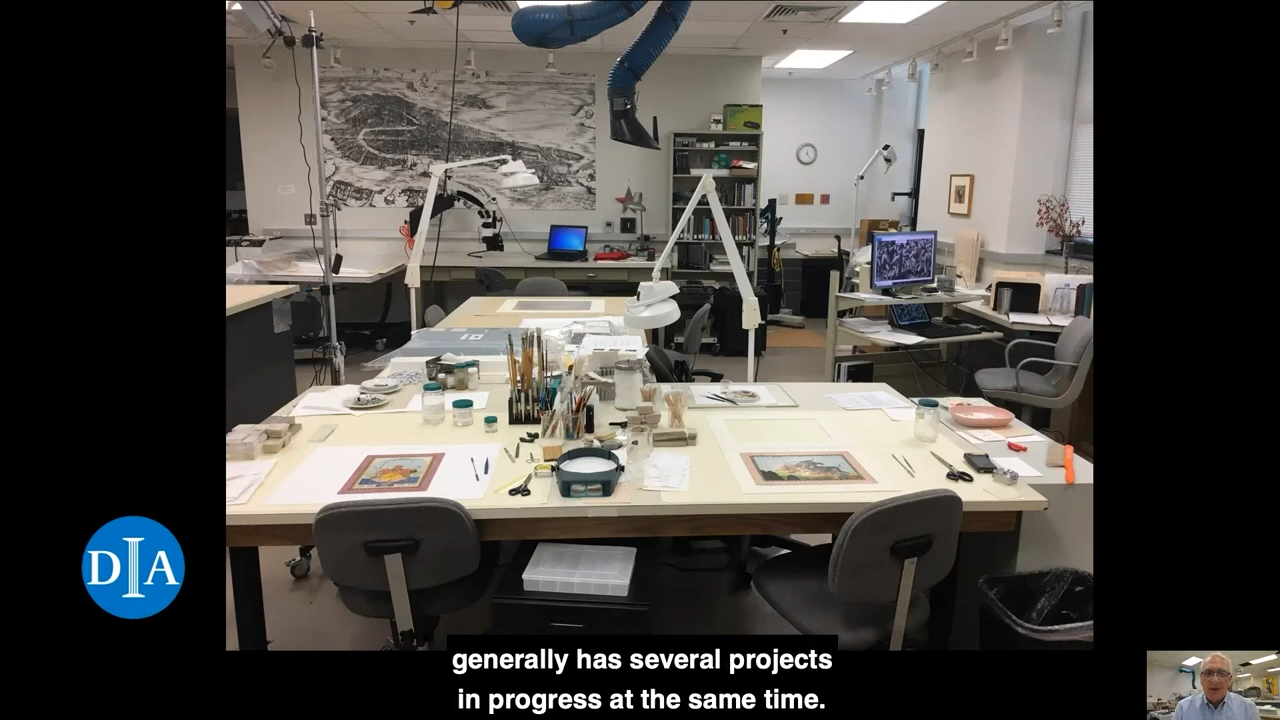 DIA
generally has several projects
in progress at the same time.